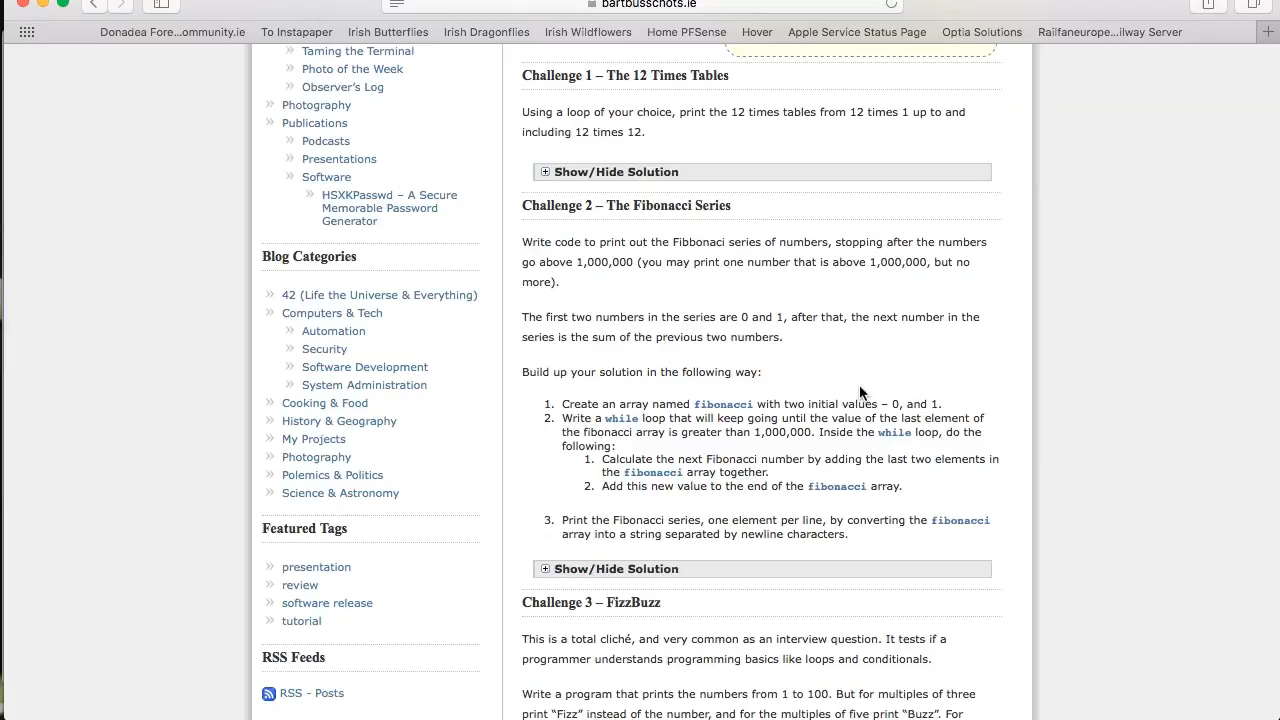 bartbusschots.ie
Donadea Fore...ommunity.ie To Instapaper Irish Butterflies Irish Dragonflies Irish Wildflowers Home PFSense Hover Apple Service Status Page Optia Solutions Railfaneurope...ilway Server
Taming the Terminal
Photo of the Week
Observer's Log
Photography
Publications
Podcasts
Presentations
Software
HSXKPasswd – A Secure
Memorable Password
Generator
Blog Categories
42 (Life the Universe & Everything)
Computers & Tech
Automation
Security
Software Development
System Administration
Cooking & Food
History & Geography
My Projects
Photography
Polemics & Politics
Science & Astronomy
Featured Tags
presentation
review
software release
tutorial
RSS Feeds
RSS - Posts
Challenge 1 – The 12 Times Tables
Using a loop of your choice, print the 12 times tables from 12 times 1 up to and
including 12 times 12.
Show/Hide Solution
Challenge 2 – The Fibonacci Series
Write code to print out the Fibbonaci series of numbers, stopping after the numbers
go above 1,000,000 (you may print one number that is above 1,000,000, but no
more).
The first two numbers in the series are 0 and 1, after that, the next number in the
series is the sum of the previous two numbers.
Build up your solution in the following way:
1. Create an array named fibonacci with two initial values – 0, and 1.
2. Write a while loop that will keep going until the value of the last element of
the fibonacci array is greater than 1,000,000. Inside the while loop, do the
following:
1. Calculate the next Fibonacci number by adding the last two elements in
the fibonacci array together.
2. Add this new value to the end of the fibonacci array.
3. Print the Fibonacci series, one element per line, by converting the fibonacci
array into a string separated by newline characters.
Show/Hide Solution
Challenge 3 – FizzBuzz
This is a total cliché, and very common as an interview question. It tests if a
programmer understands programming basics like loops and conditionals.
Write a program that prints the numbers from 1 to 100. But for multiples of three
print "Fizz" instead of the number, and for the multiples of five print "Buzz". For